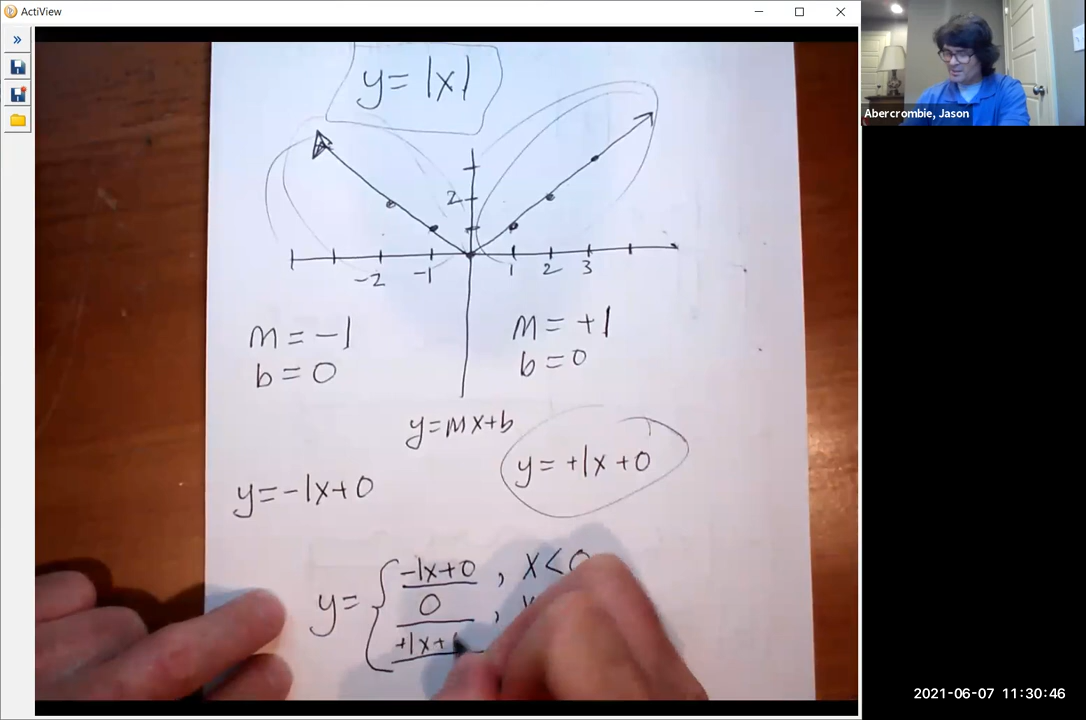 ActiView
y = |x|
Abercrombie, Jason
2
-2 -1 1 2 3
m = -1
b = 0
m = +1
b = 0
y = mx + b
y = +1x + 0
y = -1x + 0
-1x + 0 , x < 0
y = { 0 ,
+1x +
2021-06-07 11:30:46